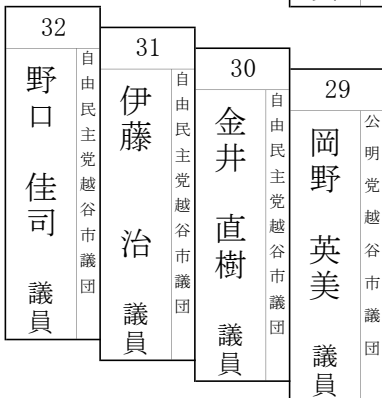 32
自由民主党越谷市議団
野口 佳司 議員
31
自由民主党越谷市議団
伊藤 治 議員
30
自由民主党越谷市議団
金井 直樹 議員
29
公明党越谷市議団
岡野 英美 議員